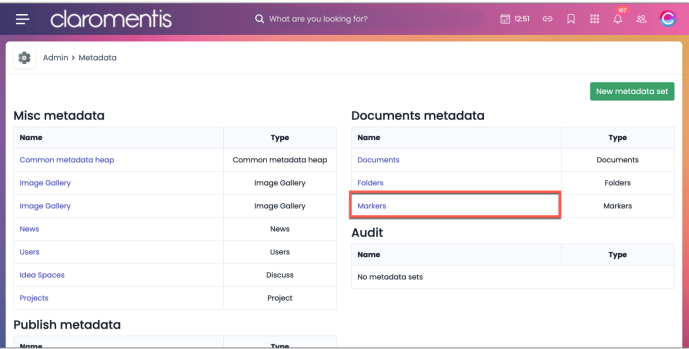 claromentis
What are you looking for?
12:51
187
Admin > Metadata
New metadata set
Misc metadata
Name Type
Common metadata heap Common metadata heap
Image Gallery Image Gallery
Image Gallery Image Gallery
News News
Users Users
Idea Spaces Discuss
Projects Project
Publish metadata
Name Type
Documents metadata
Name Type
Documents Documents
Folders Folders
Markers Markers
Audit
Name Type
No metadata sets